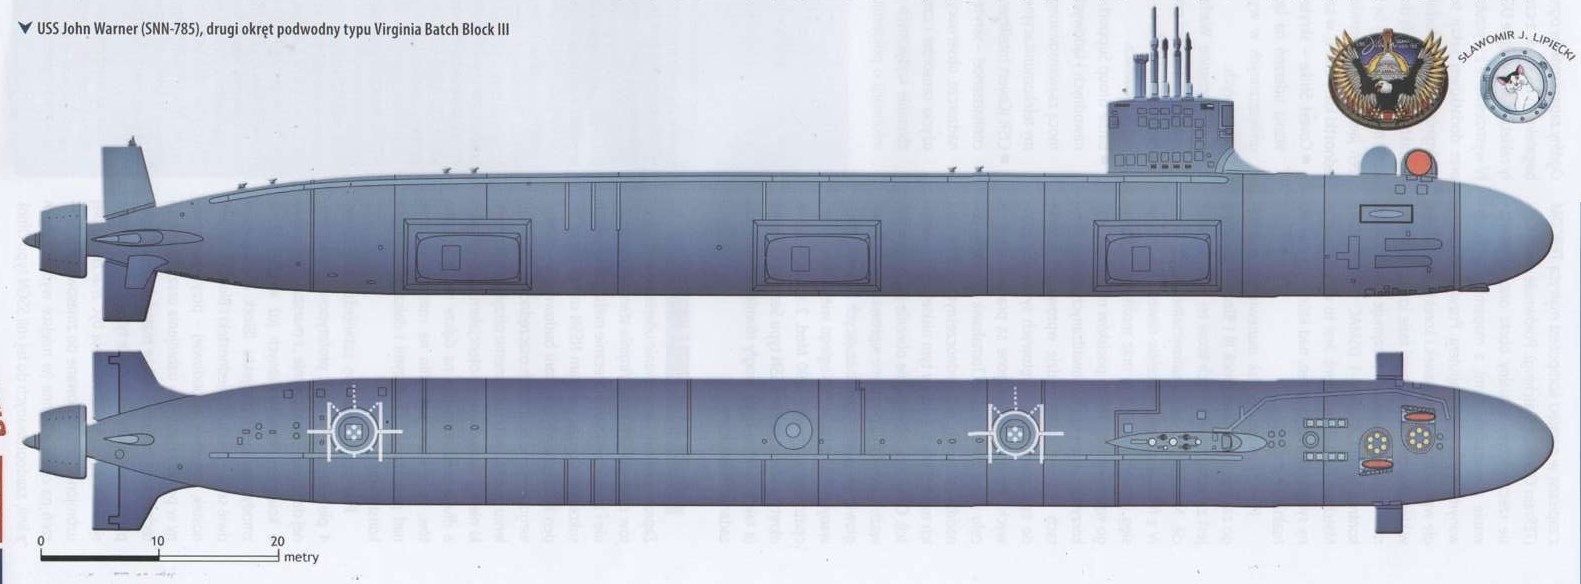 USS John Warner (SNN-785), drugi okręt podwodny typu Virginia Batch Block III
SŁAWOMIR J. LIPIECKI
0 10 20
metry